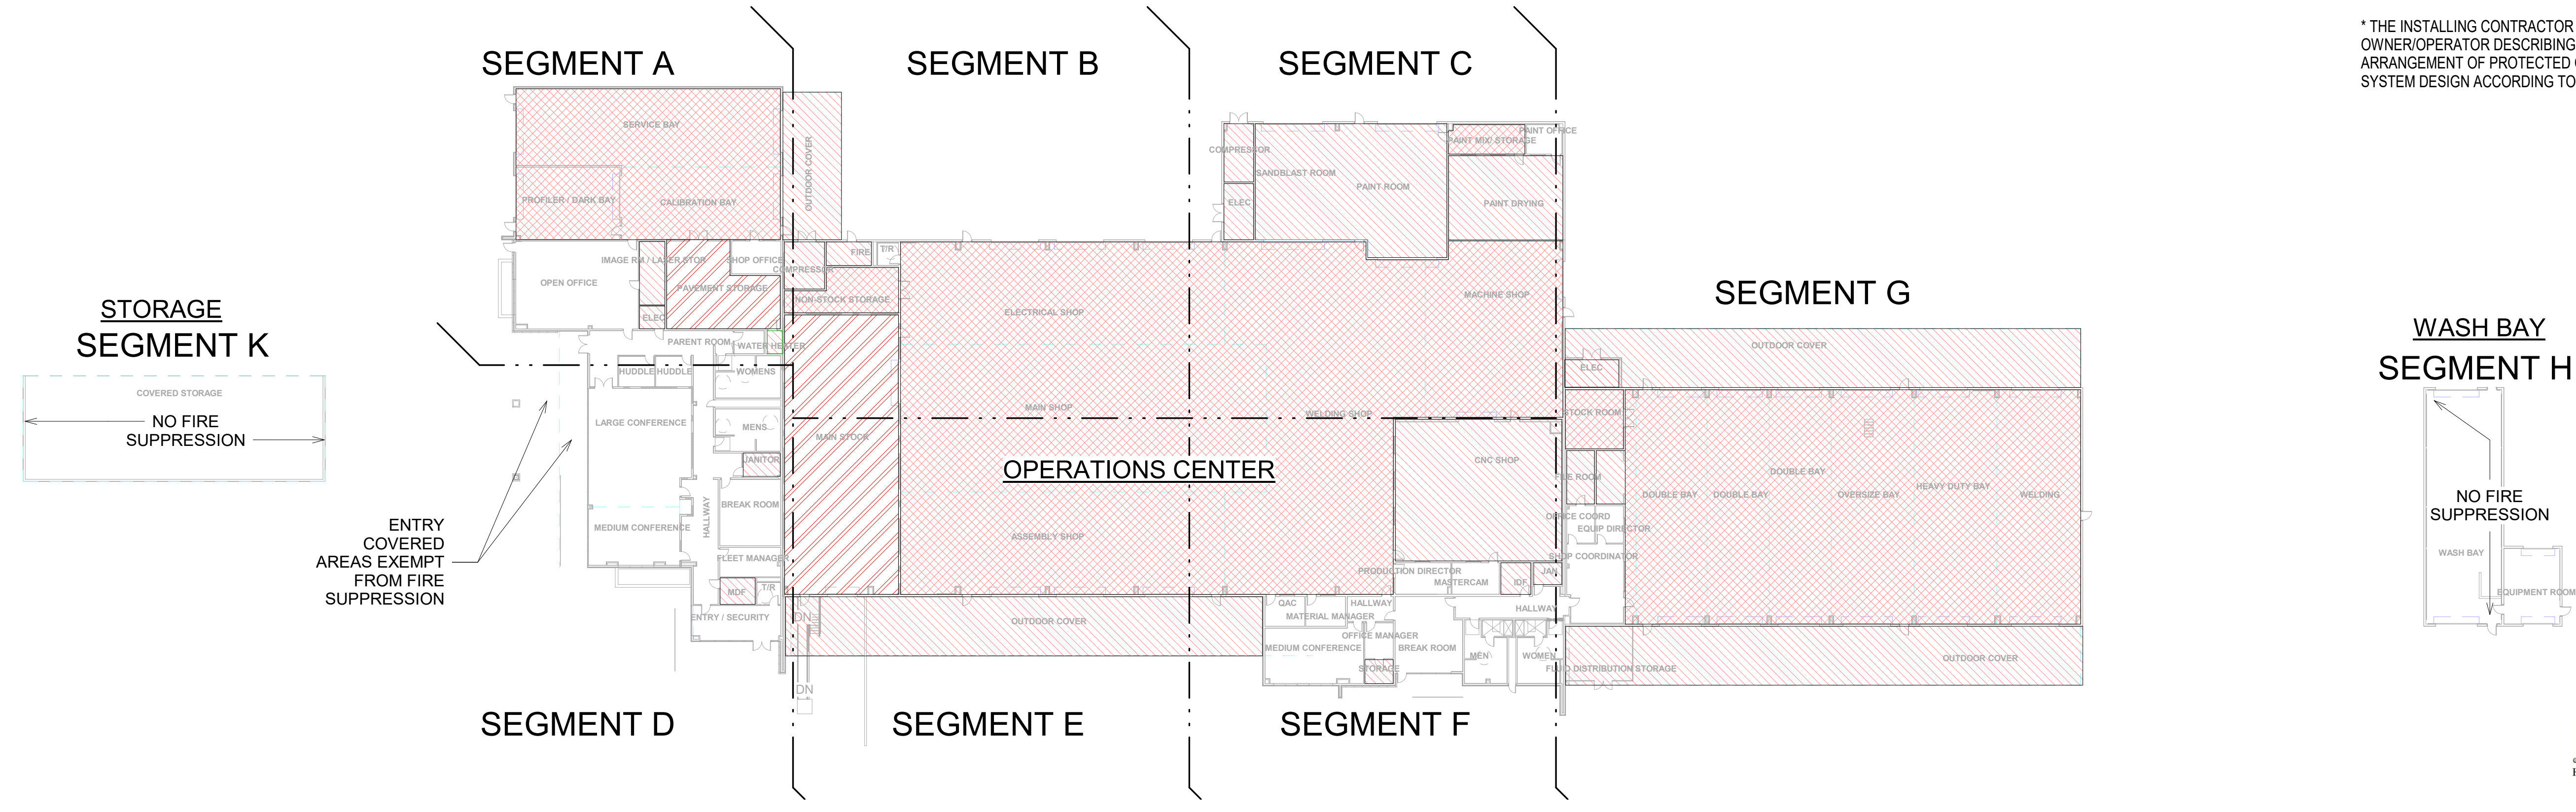 * THE INSTALLING CONTRACTOR
OWNER/OPERATOR DESCRIBING
ARRANGEMENT OF PROTECTED
SYSTEM DESIGN ACCORDING TO
SEGMENT A
SEGMENT B
SEGMENT C
SERVICE BAY
PROFILER / DARK BAY
CALIBRATION BAY
OUTDOOR COVER
COMPRESSOR
SANDBLAST ROOM
PAINT ROOM
ELEC
PAINT MIX/ STORAGE
PAINT OFFICE
PAINT DRYING
OPEN OFFICE
IMAGE RM / LASER STOR
SHOP OFFICE
PAVEMENT STORAGE
ELEC
COMPRESSOR
FIRE
T/R
NON-STOCK STORAGE
PARENT ROOM
WATER HEATER
ELECTRICAL SHOP
MACHINE SHOP
MAIN SHOP
WELDING SHOP
STORAGE
SEGMENT K
COVERED STORAGE
NO FIRE
SUPPRESSION
SEGMENT G
OUTDOOR COVER
ELEC
STOCK ROOM
FILE ROOM
OFFICE COORD
EQUIP DIRECTOR
SHOP COORDINATOR
DOUBLE BAY
DOUBLE BAY
DOUBLE BAY
OVERSIZE BAY
HEAVY DUTY BAY
WELDING
FLUID DISTRIBUTION STORAGE
OUTDOOR COVER
WASH BAY
SEGMENT H
NO FIRE
SUPPRESSION
WASH BAY
EQUIPMENT ROOM
HUDDLE
HUDDLE
WOMENS
LARGE CONFERENCE
MENS
JANITOR
MAIN STOCK
OPERATIONS CENTER
CNC SHOP
BREAK ROOM
HALLWAY
MEDIUM CONFERENCE
FLEET MANAGER
MDF
T/R
ENTRY / SECURITY
ENTRY
COVERED
AREAS EXEMPT
FROM FIRE
SUPPRESSION
ASSEMBLY SHOP
PRODUCTION DIRECTOR
MASTERCAM
IDF
JAN
DN
DN
OUTDOOR COVER
QAC
MATERIAL MANAGER
HALLWAY
HALLWAY
OFFICE MANAGER
MEDIUM CONFERENCE
BREAK ROOM
STORAGE
MEN
WOMEN
SEGMENT D
SEGMENT E
SEGMENT F